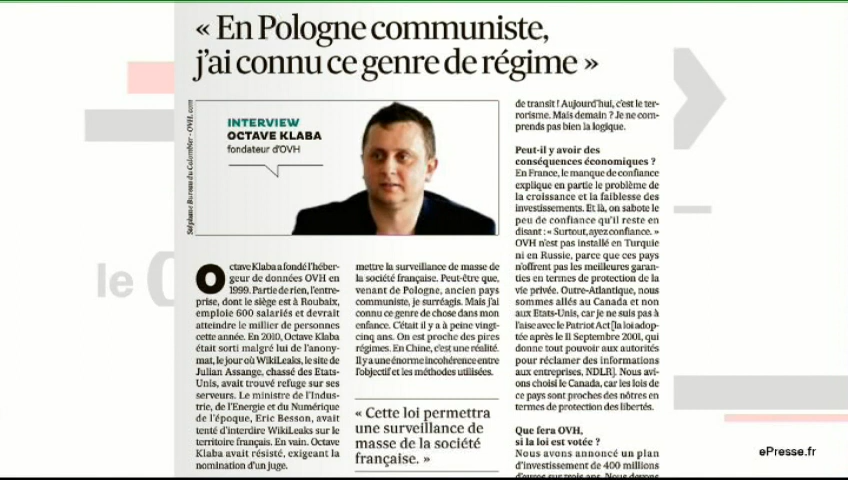 « En Pologne communiste,
j'ai connu ce genre de régime »
Stéphane Bureau du Colombier - OVH.com
INTERVIEW
OCTAVE KLABA
fondateur d'OVH
Octave Klaba a fondé l'héber-
geur de données OVH en
1999. Partie de rien, l'entre-
prise, dont le siège est à Roubaix,
emploie 600 salariés et devrait
atteindre le millier de personnes
cette année. En 2010, Octave Klaba
était sorti malgré lui de l'anony-
mat, le jour où WikiLeaks, le site de
Julian Assange, chassé des Etats-
Unis, avait trouvé refuge sur ses
serveurs. Le ministre de l'Indus-
trie, de l'Energie et du Numérique
de l'époque, Eric Besson, avait
tenté d'interdire WikiLeaks sur le
territoire français. En vain. Octave
Klaba avait résisté, exigeant la
nomination d'un juge.
mettre la surveillance de masse de
la société française. Peut-être que,
venant de Pologne, ancien pays
communiste, je surréagis. Mais j'ai
connu ce genre de chose dans mon
enfance. C'était il y a à peine vingt-
cinq ans. On est proche des pires
régimes. En Chine, c'est une réalité.
Il y a une énorme incohérence entre
l'objectif et les méthodes utilisées.
« Cette loi permettra
une surveillance de
masse de la société
française. »
de transit ! Aujourd'hui, c'est le ter-
rorisme. Mais demain ? Je ne com-
prends pas bien la logique.
Peut-il y avoir des
conséquences économiques ?
En France, le manque de confiance
explique en partie le problème de
la croissance et la faiblesse des
investissements. Et là, on sabote le
peu de confiance qu'il reste en
disant : « Surtout, ayez confiance. »
OVH n'est pas installé en Turquie
ni en Russie, parce que ces pays
n'offrent pas les meilleures garan-
ties en termes de protection de la
vie privée. Outre-Atlantique, nous
sommes allés au Canada et non
aux Etats-Unis, car je ne suis pas à
l'aise avec le Patriot Act [la loi adop-
tée après le 11 Septembre 2001, qui
donne tout pouvoir aux autorités
pour réclamer des informations
aux entreprises, NDLR]. Nous avi-
ons choisi le Canada, car les lois de
ce pays sont proches des nôtres en
termes de protection des libertés.
Que fera OVH,
si la loi est votée ?
Nous avons annoncé un plan
d'investissement de 400 millions
d'euros sur trois ans. Nous devons
le
ePresse.fr